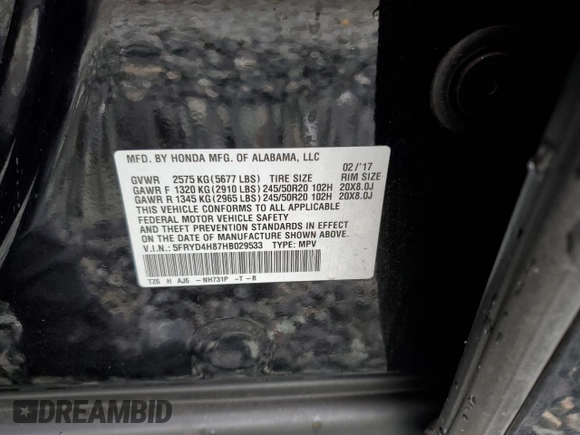 MFD. BY HONDA MFG. OF ALABAMA, LLC 02/'17
GVWR 2575 KG (5677 LBS) TIRE SIZE RIM SIZE
GAWR F 1320 KG (2910 LBS) 245/50R20 102H 20X8.0J
GAWR R 1345 KG (2965 LBS) 245/50R20 102H 20X8.0J
THIS VEHICLE CONFORMS TO ALL APPLICABLE
FEDERAL MOTOR VEHICLE SAFETY
AND THEFT PREVENTION STANDARDS IN EFFECT
ON THE DATE OF MANUFACTURE SHOWN ABOVE.
V.I.N.: 5FRYD4H87HB029533 TYPE: MPV
TZ6 H AJ6 -NH731P -T-B
DREAMBID